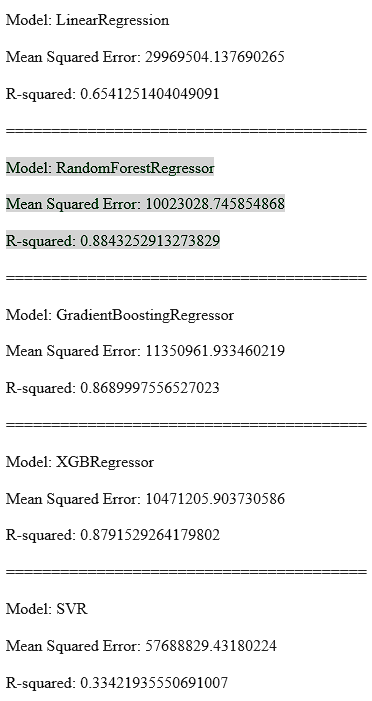 Model: LinearRegression
Mean Squared Error: 29969504.137690265
R-squared: 0.6541251404049091
========================================
Model: RandomForestRegressor
Mean Squared Error: 10023028.745854868
R-squared: 0.8843252913273829
========================================
Model: GradientBoostingRegressor
Mean Squared Error: 11350961.933460219
R-squared: 0.8689997556527023
========================================
Model: XGBRegressor
Mean Squared Error: 10471205.903730586
R-squared: 0.8791529264179802
========================================
Model: SVR
Mean Squared Error: 57688829.43180224
R-squared: 0.33421935550691007